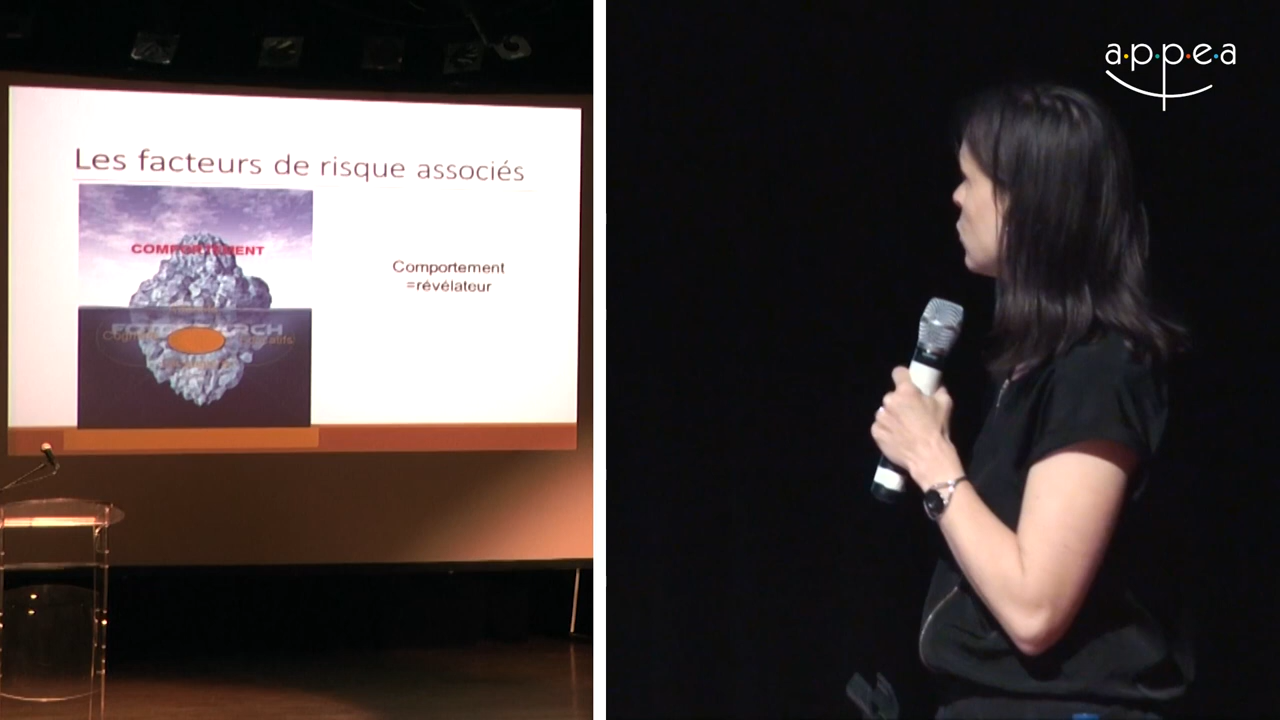 Les facteurs de risque associés
COMPORTEMENT
Comportement
=révélateur
a·p·p·e·a